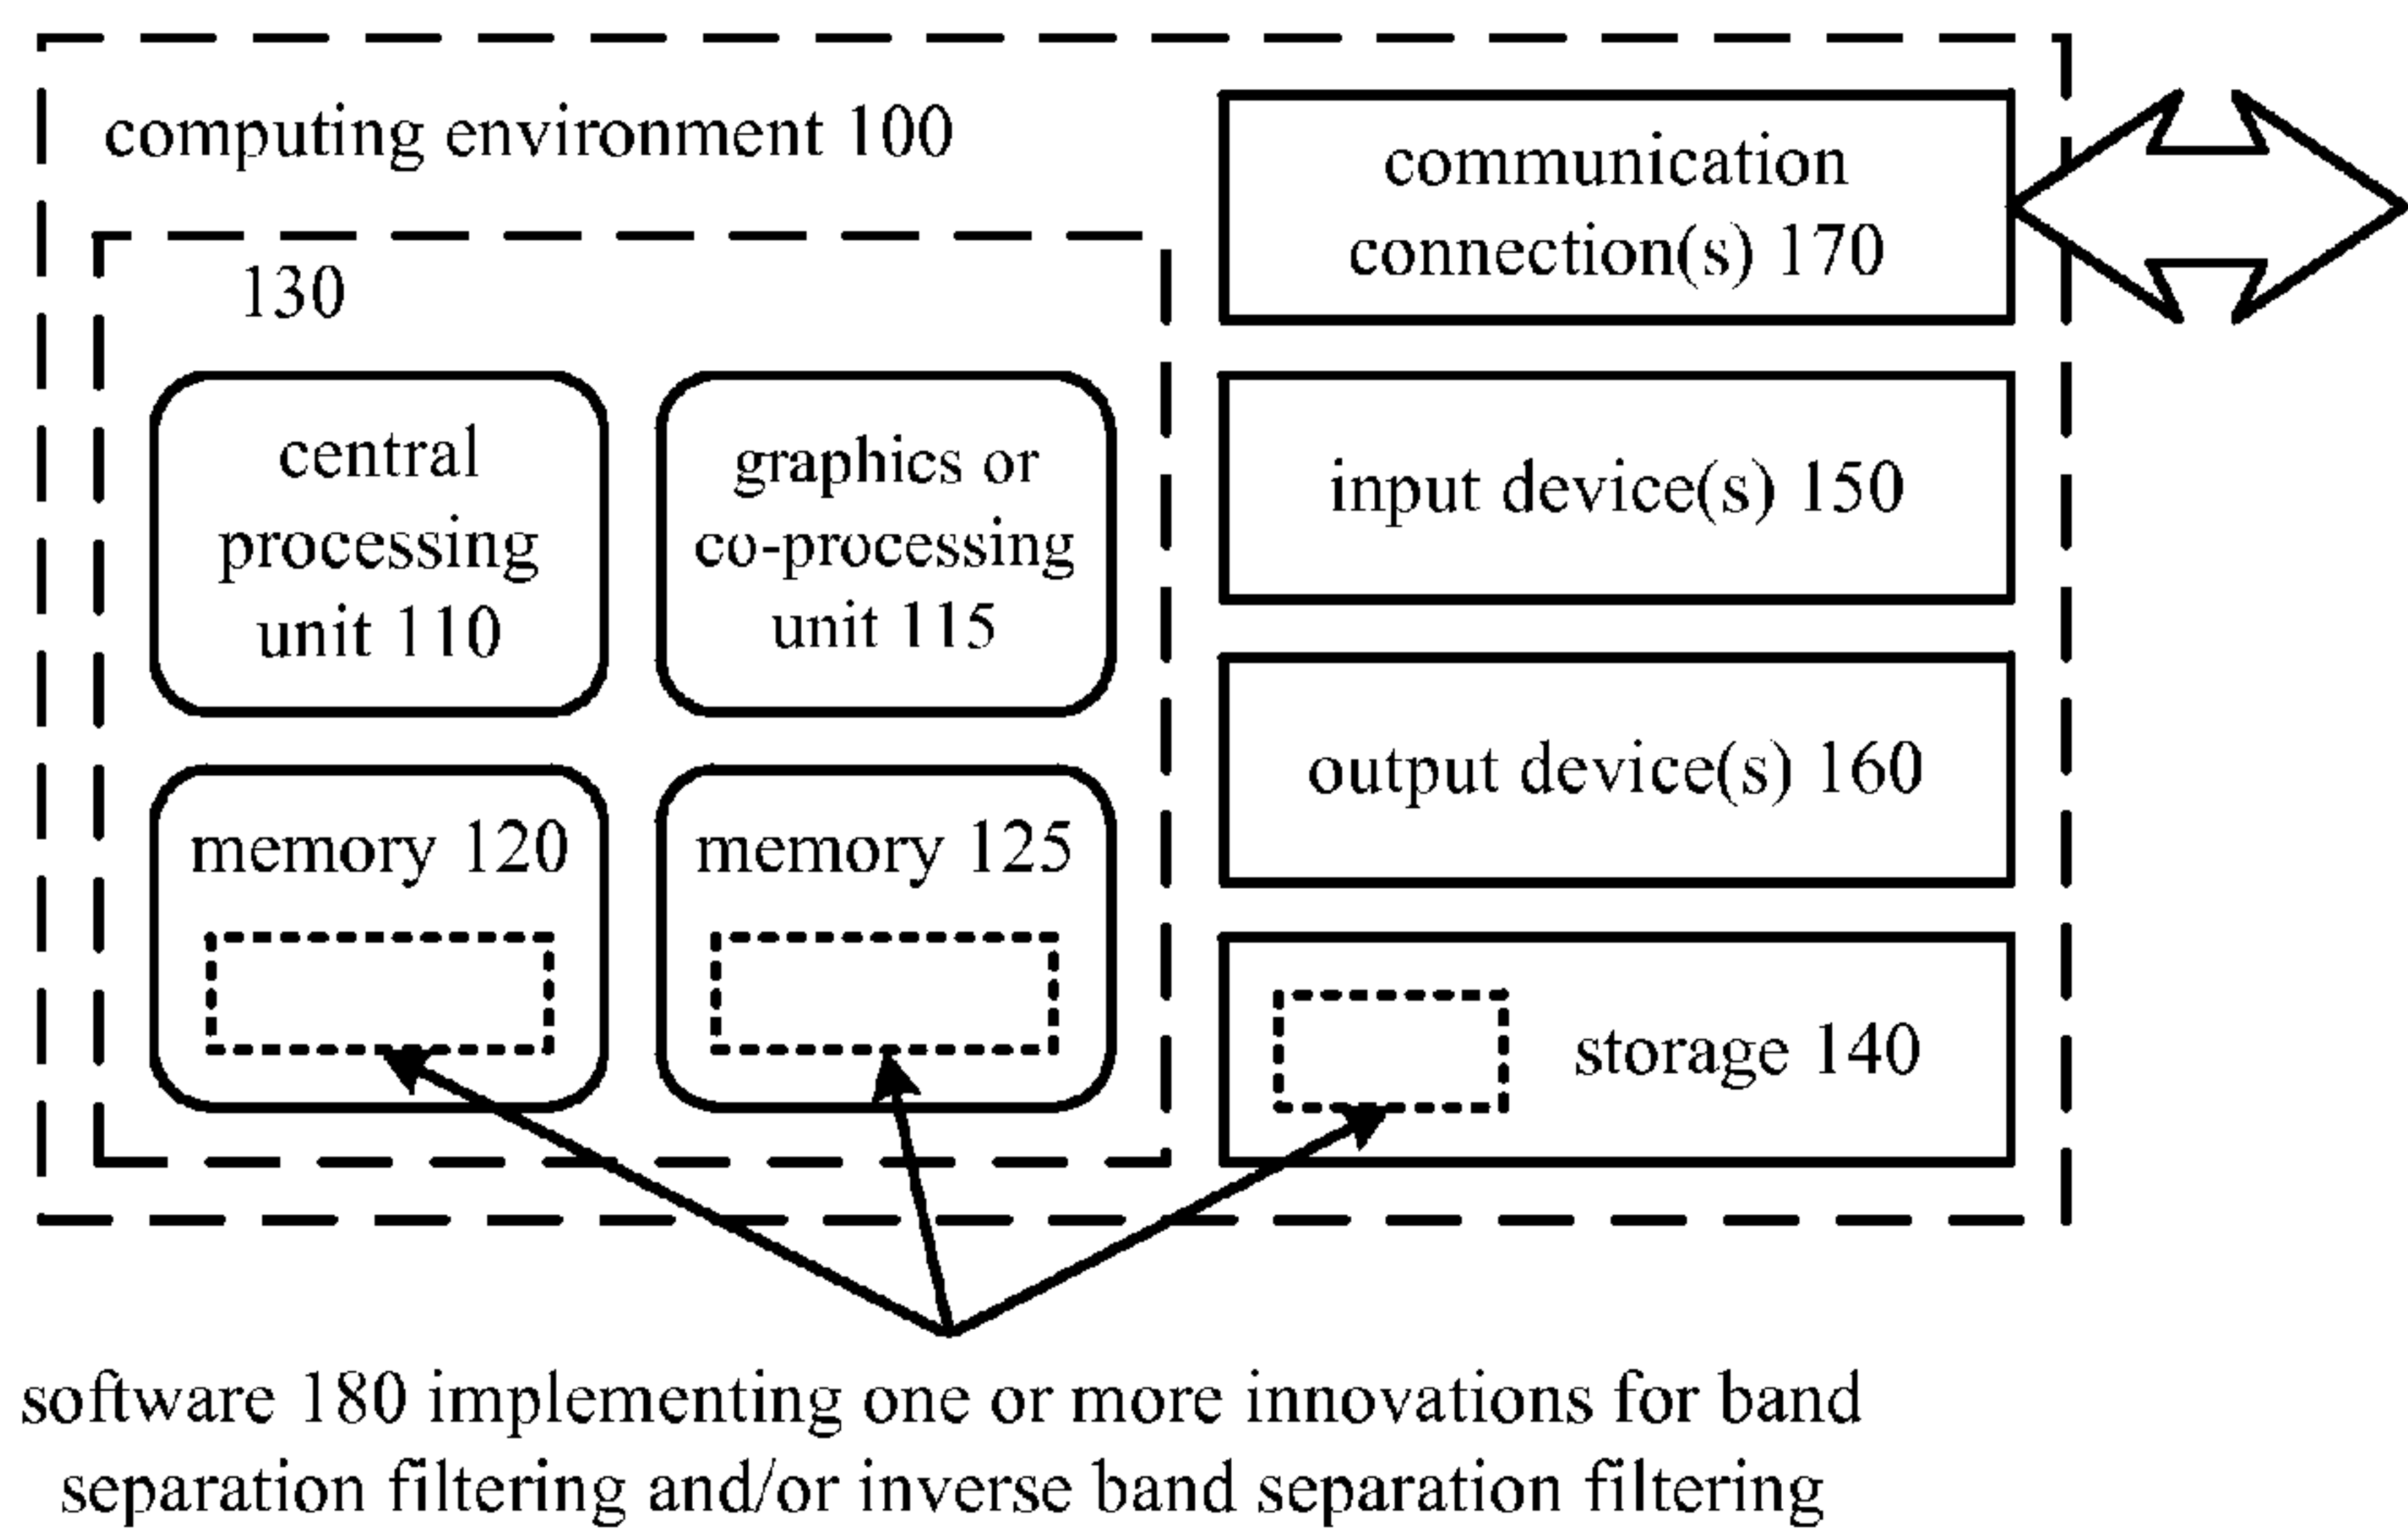 computing environment 100
130
central
processing
unit 110
graphics or
co-processing
unit 115
memory 120
memory 125
communication
connection(s) 170
input device(s) 150
output device(s) 160
storage 140
software 180 implementing one or more innovations for band
separation filtering and/or inverse band separation filtering